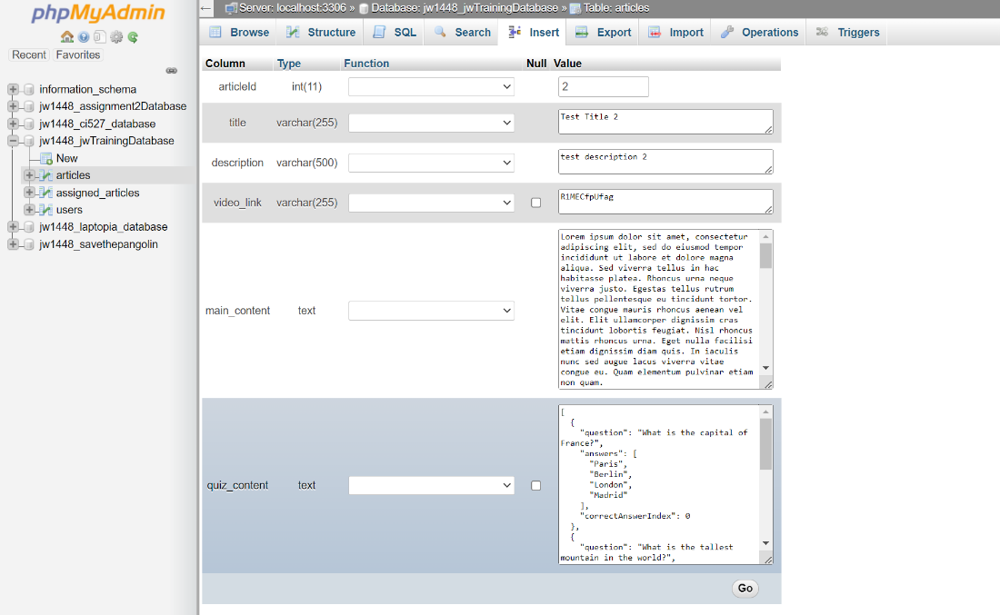 phpMyAdmin
Recent Favorites
information_schema
jw1448_assignment2Database
jw1448_ci527_database
jw1448_jwTrainingDatabase
New
articles
assigned_articles
users
jw1448_laptopia_database
jw1448_savethepangolin
Server: localhost:3306 » Database: jw1448_jwTrainingDatabase » Table: articles
Browse Structure SQL Search Insert Export Import Operations Triggers
Column Type Function Null Value
articleId int(11) 2
title varchar(255) Test Title 2
description varchar(500) test description 2
video_link varchar(255) R1MECfpUfag
main_content text
Lorem ipsum dolor sit amet, consectetur
adipiscing elit, sed do eiusmod tempor
incididunt ut labore et dolore magna
aliqua. Sed viverra tellus in hac
habitasse platea. Rhoncus urna neque
viverra justo. Egestas tellus rutrum
tellus pellentesque eu tincidunt tortor.
Vitae congue mauris rhoncus aenean vel
elit. Elit ullamcorper dignissim cras
tincidunt lobortis feugiat. Nisl rhoncus
mattis rhoncus urna. Eget nulla facilisi
etiam dignissim diam quis. In iaculis
nunc sed augue lacus viverra vitae
congue eu. Quam elementum pulvinar etiam
non quam.
quiz_content text
[
{
"question": "What is the capital of
France?",
"answers": [
"Paris",
"Berlin",
"London",
"Madrid"
],
"correctAnswerIndex": 0
},
{
"question": "What is the tallest
mountain in the world?",
Go